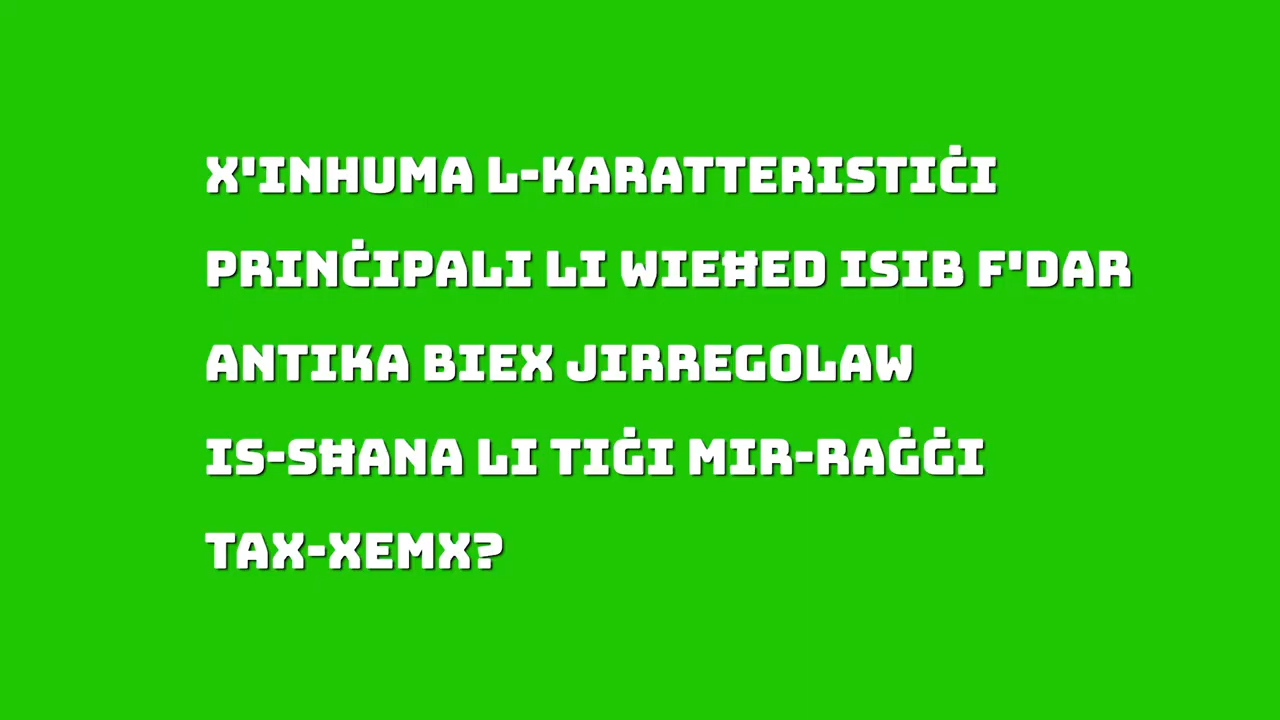 X'INHUMA L-KARATTERISTIĊI
PRINĊIPALI LI WIEĦED ISIB F'DAR
ANTIKA BIEX JIRREGOLAW
IS-SĦANA LI TIĠI MIR-RAĠĠI
TAX-XEMX?